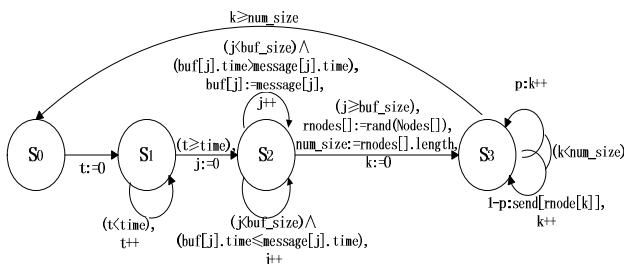 k≥num_size
(j<buf_size)∧
(buf[j].time>message[j].time),
buf[j]:=message[j],
j++
(j≥buf_size),
rnodes[]:=rand(Nodes[]),
num_size:=rnodes[].length,
k:=0
p:k++
S0
t:=0
S1
(t≥time),
j:=0
S2
S3
(k<num_size)
(t<time),
t++
(j<buf_size)∧
(buf[j].time≤message[j].time),
j++
1-p:send[rnode[k]],
k++